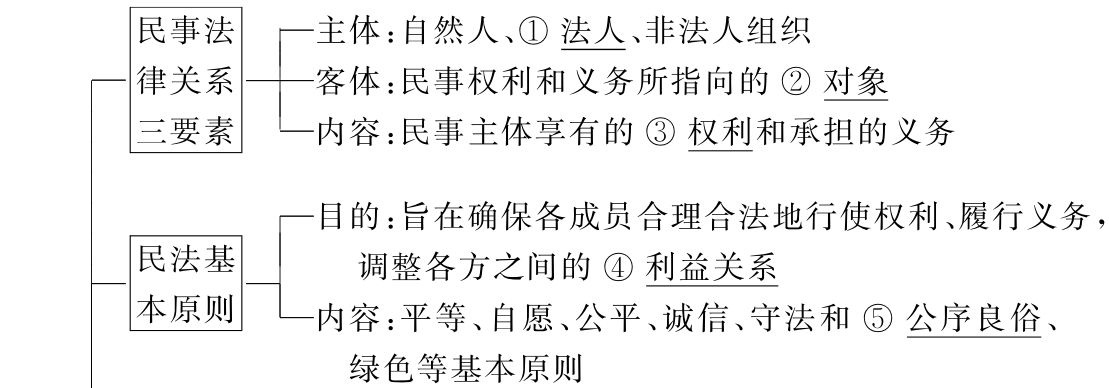 民事法
律关系
三要素
主体:自然人、① 法人、非法人组织
客体:民事权利和义务所指向的 ② 对象
内容:民事主体享有的 ③ 权利和承担的义务
民法基
本原则
目的:旨在确保各成员合理合法地行使权利、履行义务,
调整各方之间的 ④ 利益关系
内容:平等、自愿、公平、诚信、守法和 ⑤ 公序良俗、
绿色等基本原则